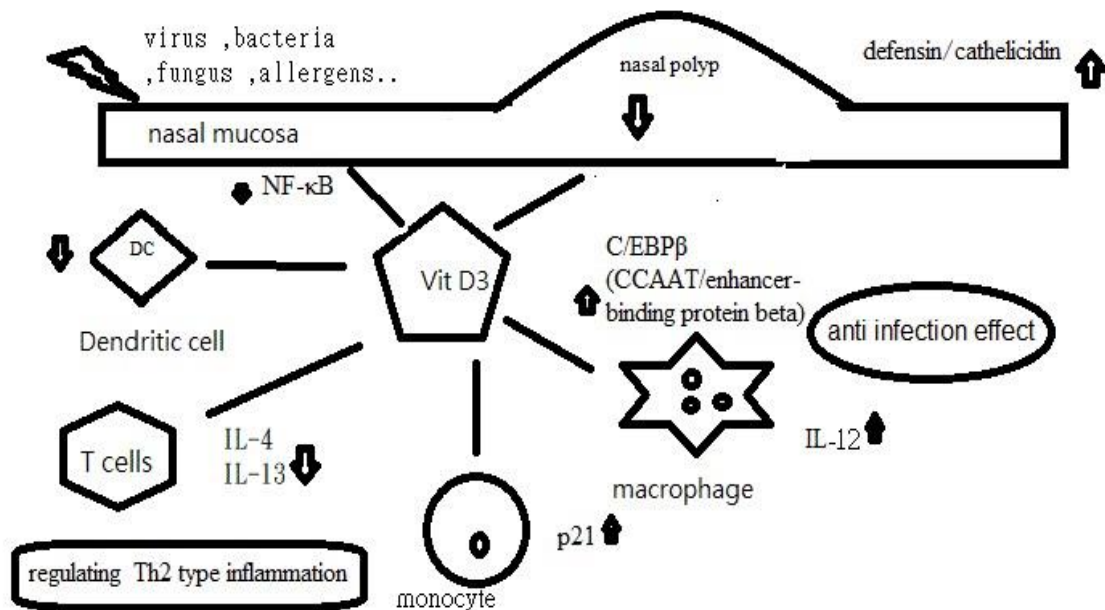 virus ,bacteria
,fungus ,allergens..
nasal polyp
defensin/cathelicidin
nasal mucosa
NF-κB
DC
Dendritic cell
Vit D3
C/EBPβ
(CCAAT/enhancer-
binding protein beta)
anti infection effect
T cells
IL-4
IL-13
IL-12
macrophage
p21
monocyte
regulating Th2 type inflammation